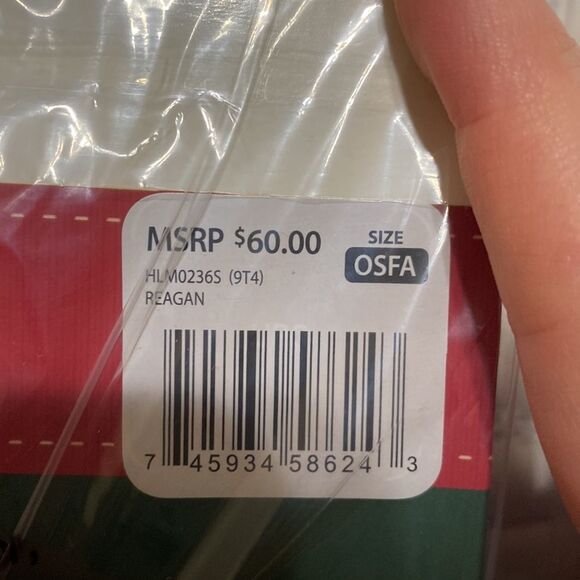 MSRP $60.00
SIZE
OSFA
HLM0236S (9T4)
REAGAN
7 45934 58624 3